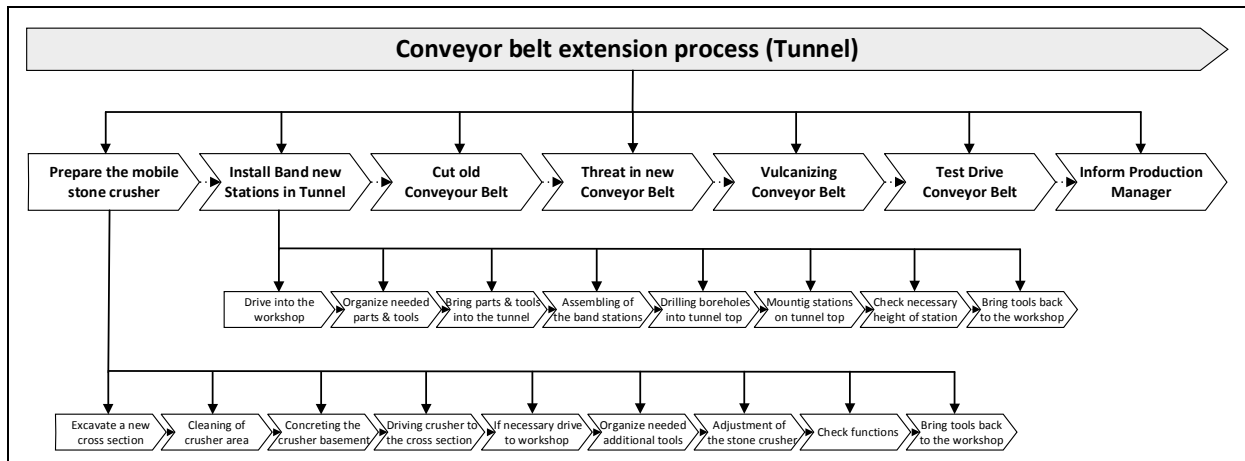 Conveyor belt extension process (Tunnel)
Prepare the mobile
stone crusher
Install Band new
Stations in Tunnel
Cut old
Conveyour Belt
Threat in new
Conveyor Belt
Vulcanizing
Conveyor Belt
Test Drive
Conveyor Belt
Inform Production
Manager
Drive into the
workshop
Organize needed
parts & tools
Bring parts & tools
into the tunnel
Assembling of
the band stations
Drilling boreholes
into tunnel top
Mountig stations
on tunnel top
Check necessary
height of station
Bring tools back
to the workshop
Excavate a new
cross section
Cleaning of
crusher area
Concreting the
crusher basement
Driving crusher to
the cross section
If necessary drive
to workshop
Organize needed
additional tools
Adjustment of
the stone crusher
Check functions
Bring tools back
to the workshop